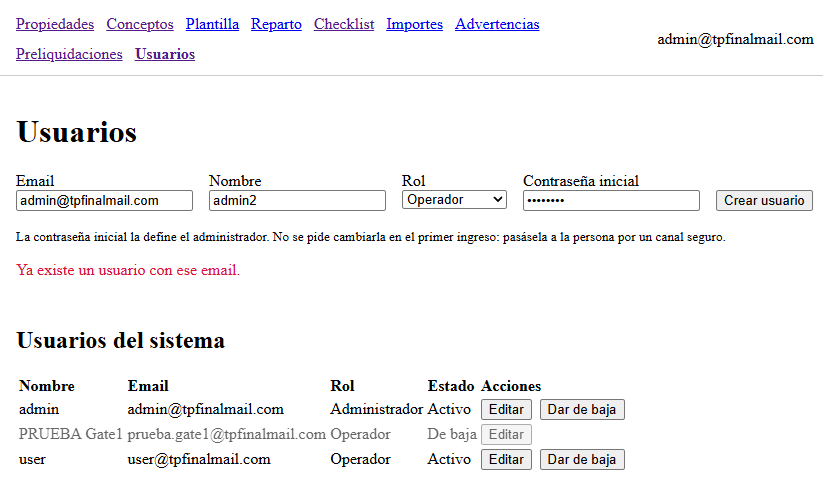 Propiedades Conceptos Plantilla Reparto Checklist Importes Advertencias
admin@tpfinalmail.com
Preliquidaciones Usuarios
Usuarios
Email Nombre Rol Contraseña inicial
admin@tpfinalmail.com admin2 Operador •••••••• Crear usuario
La contraseña inicial la define el administrador. No se pide cambiarla en el primer ingreso: pasásela a la persona por un canal seguro.
Ya existe un usuario con ese email.
Usuarios del sistema
Nombre Email Rol Estado Acciones
admin admin@tpfinalmail.com Administrador Activo Editar Dar de baja
PRUEBA Gate1 prueba.gate1@tpfinalmail.com Operador De baja Editar
user user@tpfinalmail.com Operador Activo Editar Dar de baja